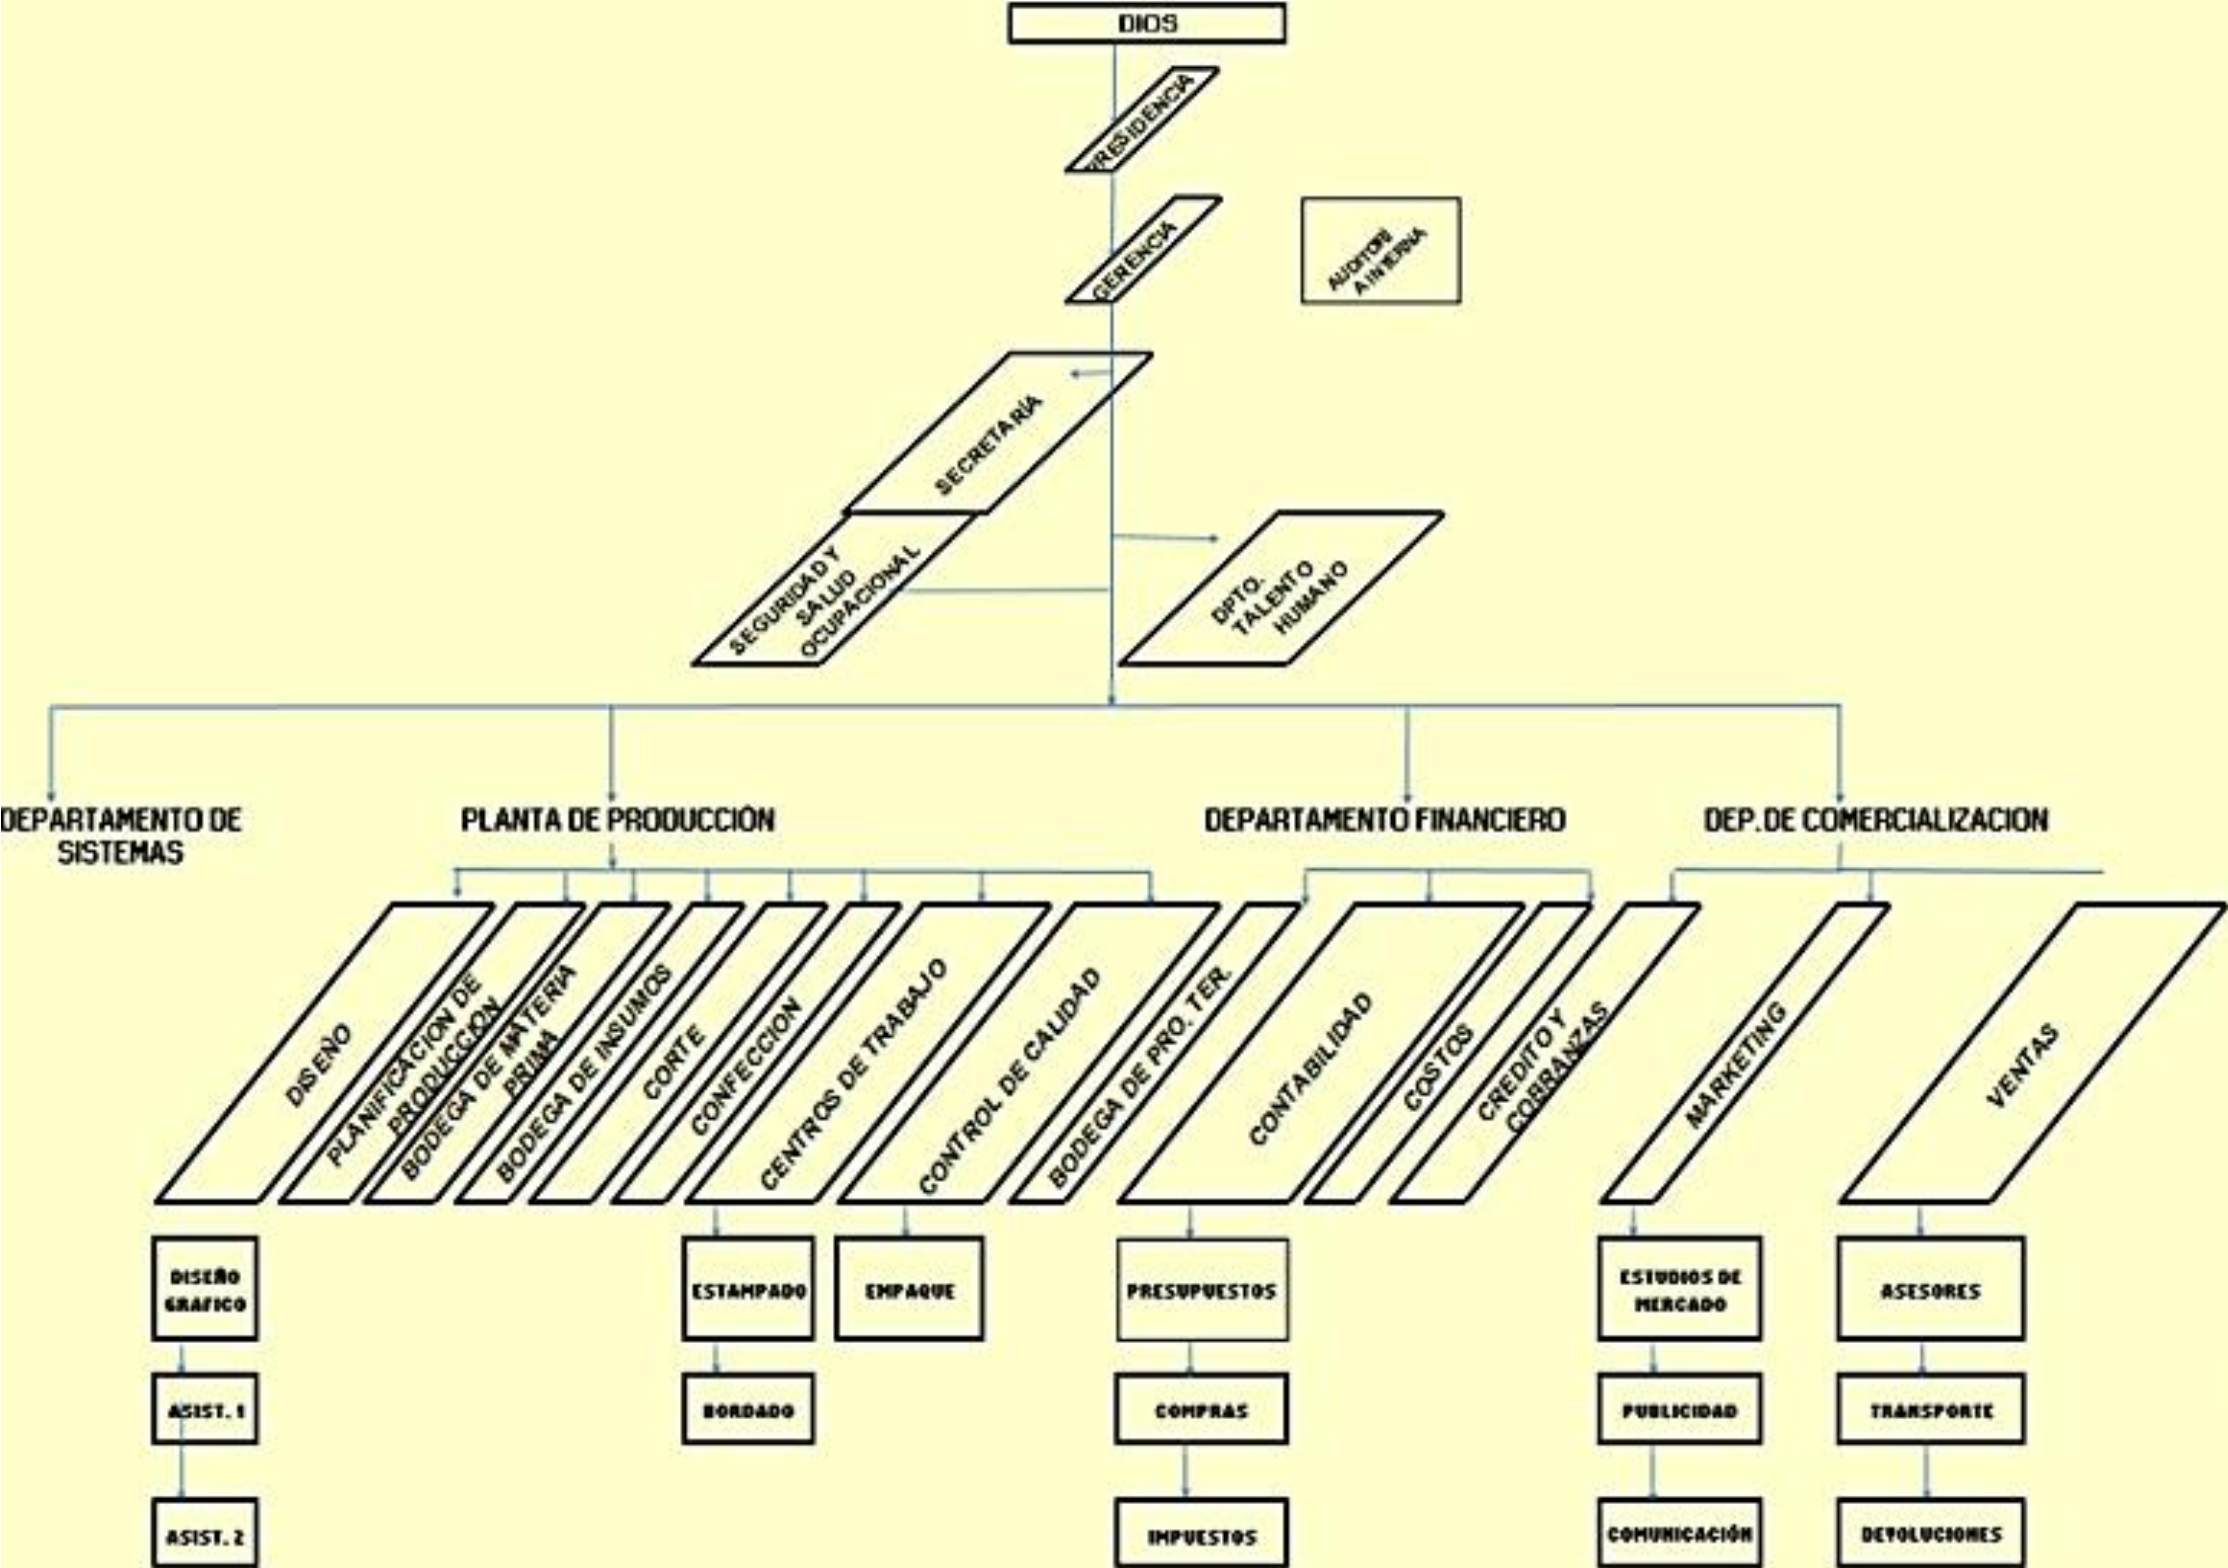 DIOS
PRESIDENCIA
GERENCIA
AUDITORI
A INTERNA
SECRETARÍA
SEGURIDAD Y
SALUD
OCUPACIONAL
DPTO.
TALENTO
HUMANO
DEPARTAMENTO DE
SISTEMAS
PLANTA DE PRODUCCIÓN
DEPARTAMENTO FINANCIERO
DEP. DE COMERCIALIZACION
DISEÑO
PLANIFICACION DE
PRODUCCION
BODEGA DE MATERIA
PRIMA
BODEGA DE INSUMOS
CORTE
CONFECCION
CENTROS DE TRABAJO
CONTROL DE CALIDAD
BODEGA DE PRO. TER.
CONTABILIDAD
COSTOS
CREDITO Y
COBRANZAS
MARKETING
VENTAS
DISEÑO
GRAFICO
ESTAMPADO
EMPAQUE
PRESUPUESTOS
ESTUDIOS DE
MERCADO
ASESORES
ASIST. 1
BORDADO
COMPRAS
PUBLICIDAD
TRANSPORTE
ASIST. 2
IMPUESTOS
COMUNICACIÓN
DEVOLUCIONES